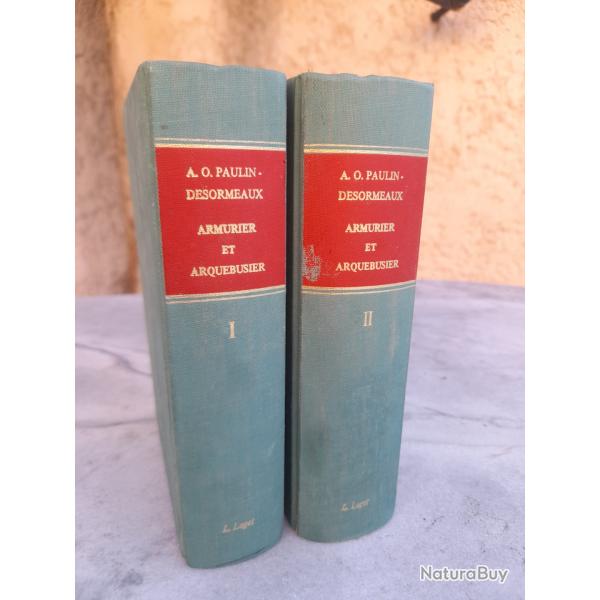 A. O. PAULIN-
DESORMEAUX
ARMURIER
ET
ARQUEBUSIER
I
L. Laget
A. O. PAULIN-
DESORMEAUX
ARMURIER
ET
ARQUEBUSIER
II
L. Laget
NaturaBuy